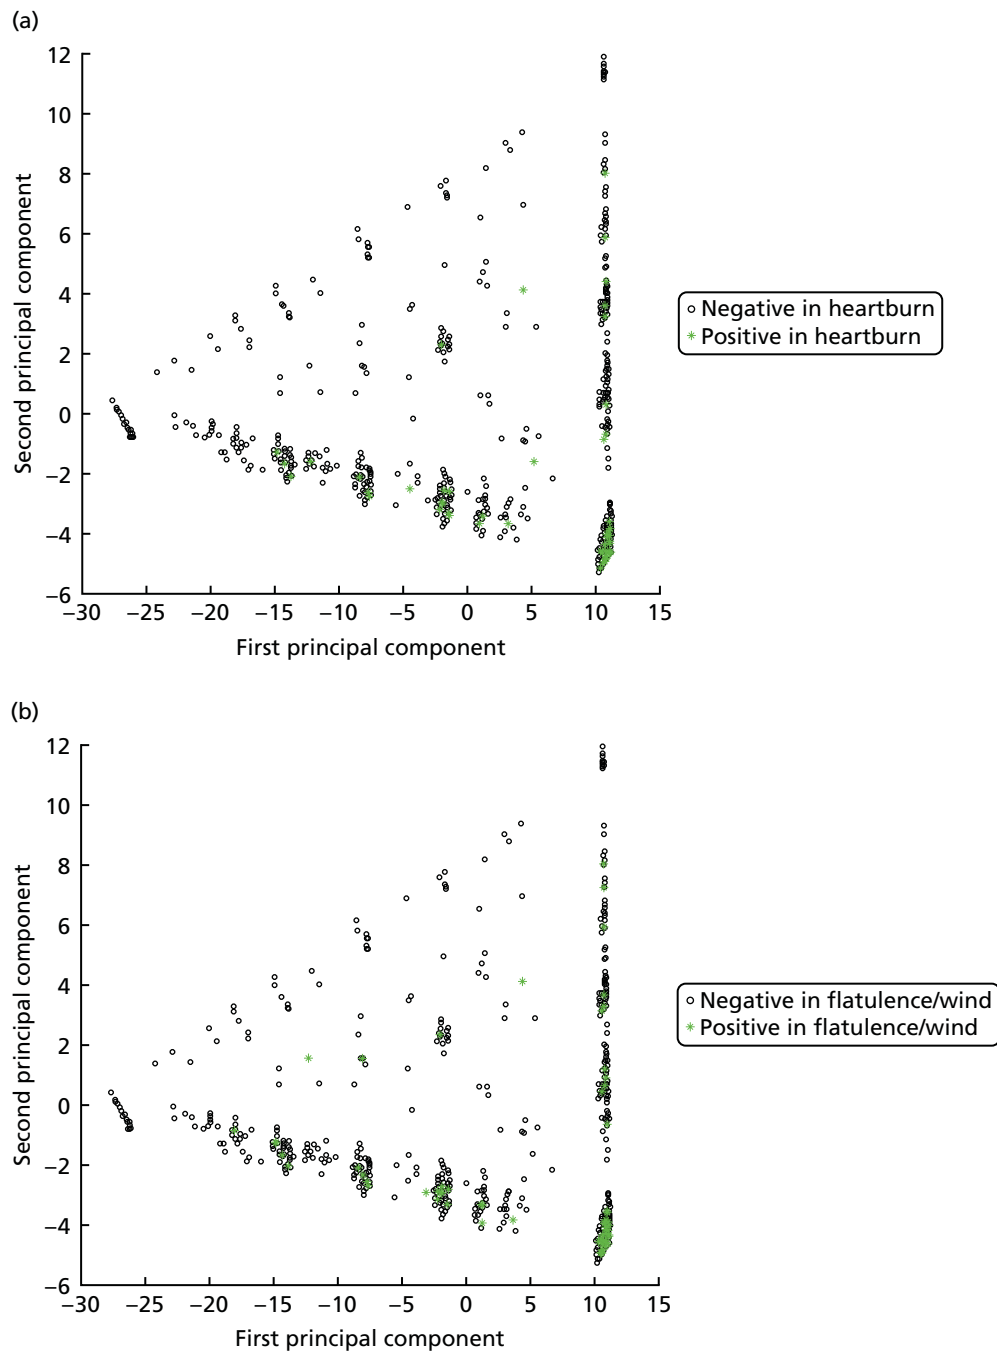 (a)
12
10
8
6
4
2
0
−2
−4
−6
Second principal component
−30 −25 −20 −15 −10 −5 0 5 10 15
First principal component
Negative in heartburn
Positive in heartburn
(b)
12
10
8
6
4
2
0
−2
−4
−6
Second principal component
−30 −25 −20 −15 −10 −5 0 5 10 15
First principal component
Negative in flatulence/wind
Positive in flatulence/wind